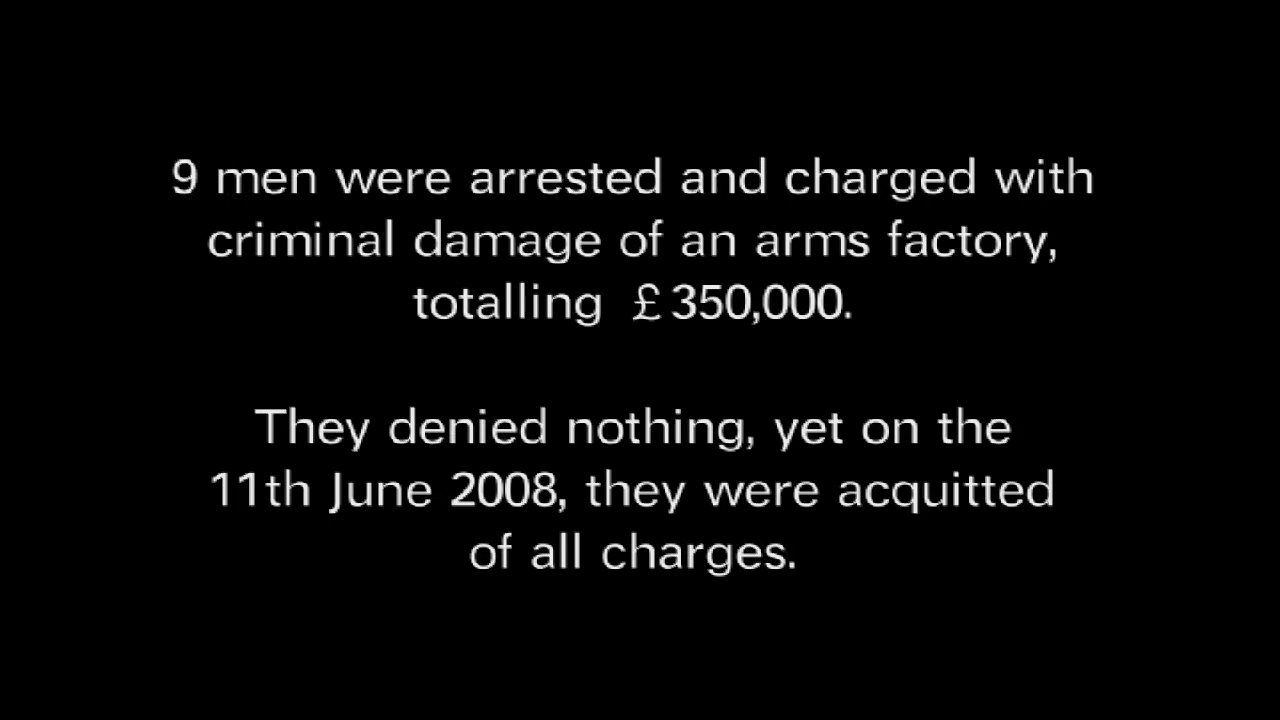 9 men were arrested and charged with
criminal damage of an arms factory,
totalling £350,000.
They denied nothing, yet on the
11th June 2008, they were acquitted
of all charges.